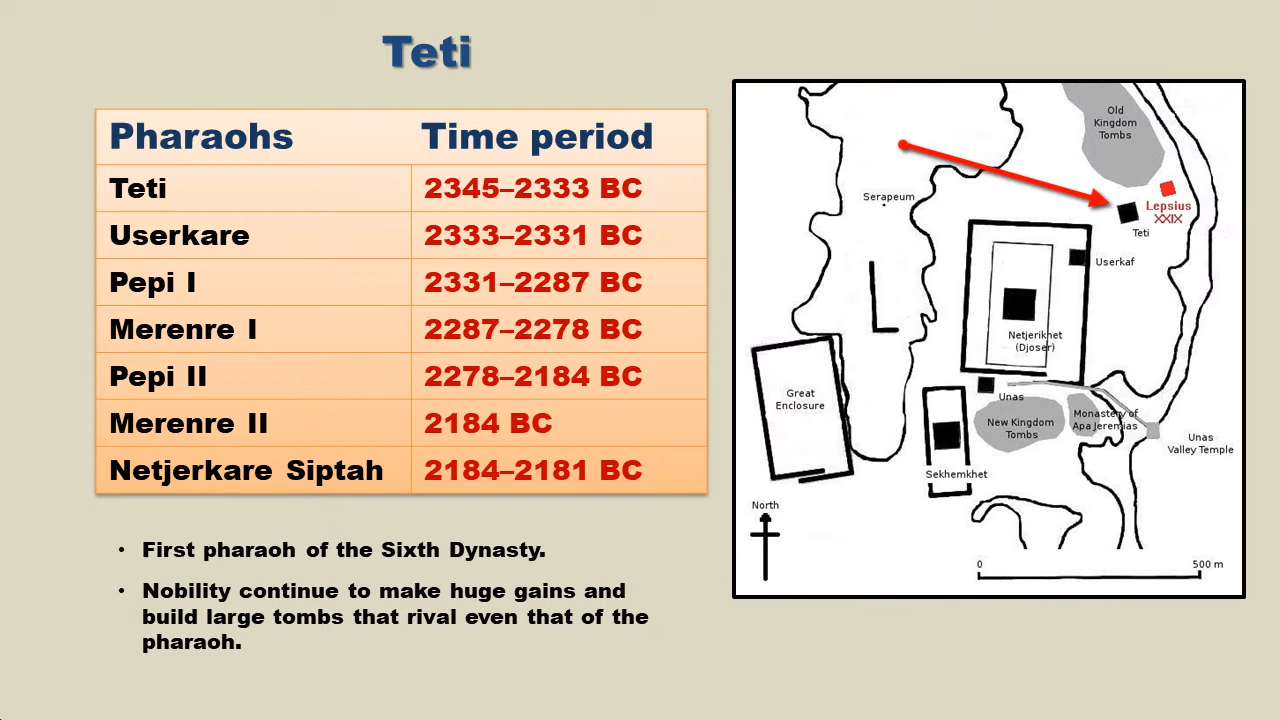 Teti
Pharaohs Time period
Teti 2345–2333 BC
Userkare 2333–2331 BC
Pepi I 2331–2287 BC
Merenre I 2287–2278 BC
Pepi II 2278–2184 BC
Merenre II 2184 BC
Netjerkare Siptah 2184–2181 BC
• First pharaoh of the Sixth Dynasty.
• Nobility continue to make huge gains and
build large tombs that rival even that of the
pharaoh.
Old
Kingdom
Tombs
Serapeum
Lepsius
XXIX
Teti
Userkaf
Netjerikhet
(Djoser)
Great
Enclosure
Unas
New Kingdom
Tombs
Monastery of
Apa Jeremias
Unas
Valley Temple
Sekhemkhet
North
0 500 m